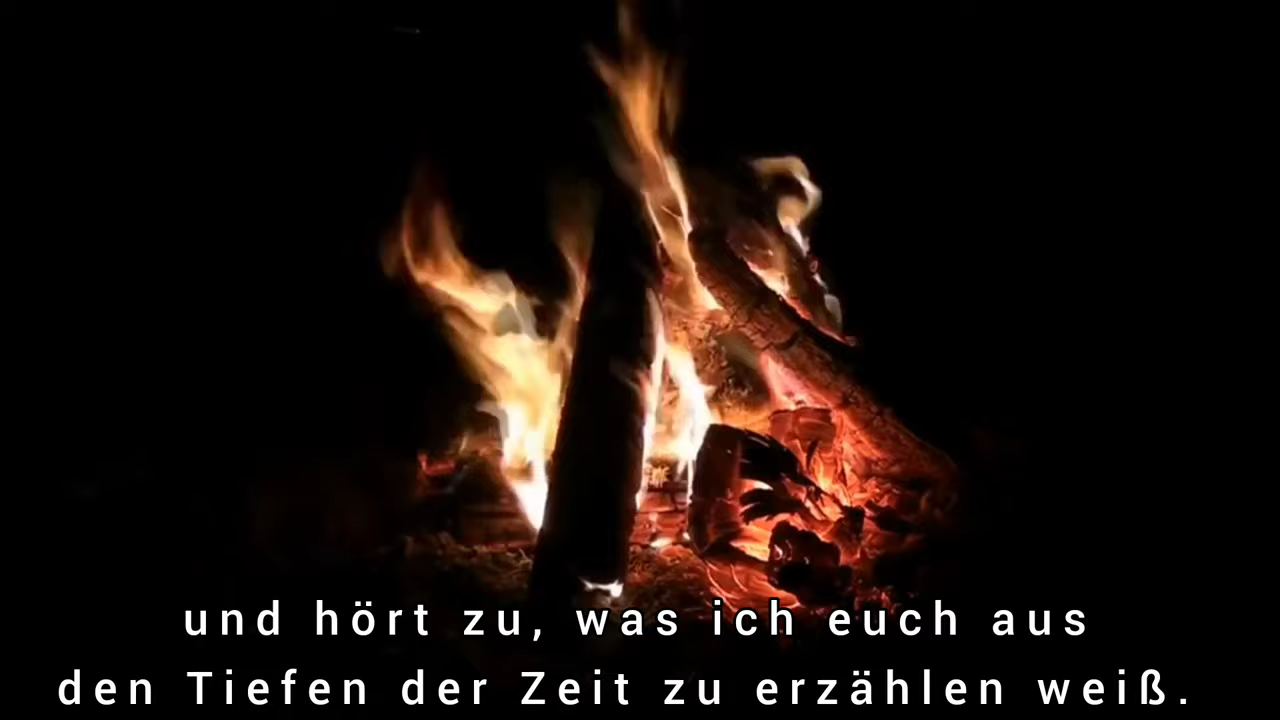 und hört zu, was ich euch aus
den Tiefen der Zeit zu erzählen weiß.